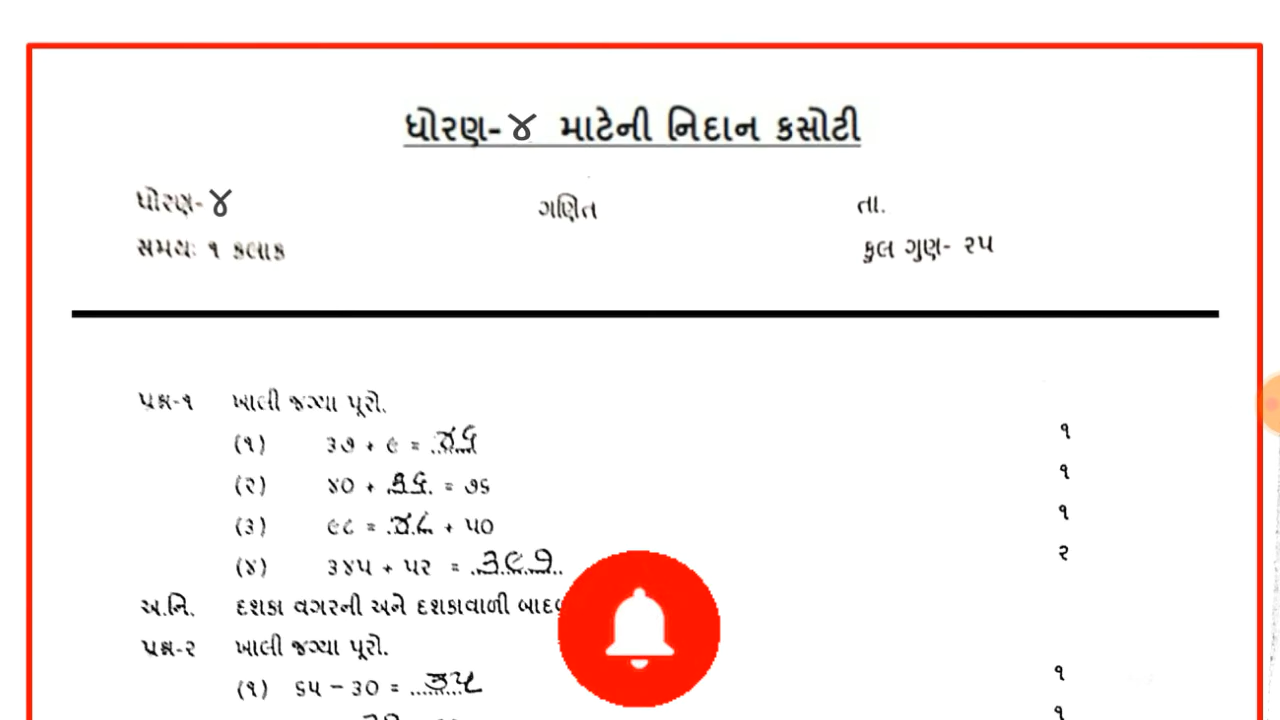 ધોરણ-૪ માટેની નિદાન કસોટી
ધોરણ-૪ ગણિત તા.
સમયઃ ૧ કલાક કુલ ગુણ- ૨૫
પ્રશ્ન-૧ ખાલી જગ્યા પૂરો.
(૧) ૩૭ + ૯ = ૪૬ ૧
(૨) ૪૦ + ૩૬ = ૭૬ ૧
(૩) ૯૮ = ૪૮ + ૫૦ ૧
(૪) ૩૪૫ + ૫૨ = ૩૯૭ ૨
અ.નિ. દશકા વગરની અને દશકાવાળી
પ્રશ્ન-૨ ખાલી જગ્યા પૂરો.
(૧) ૬૫ – ૩૦ = ૩૫ ૧
૧